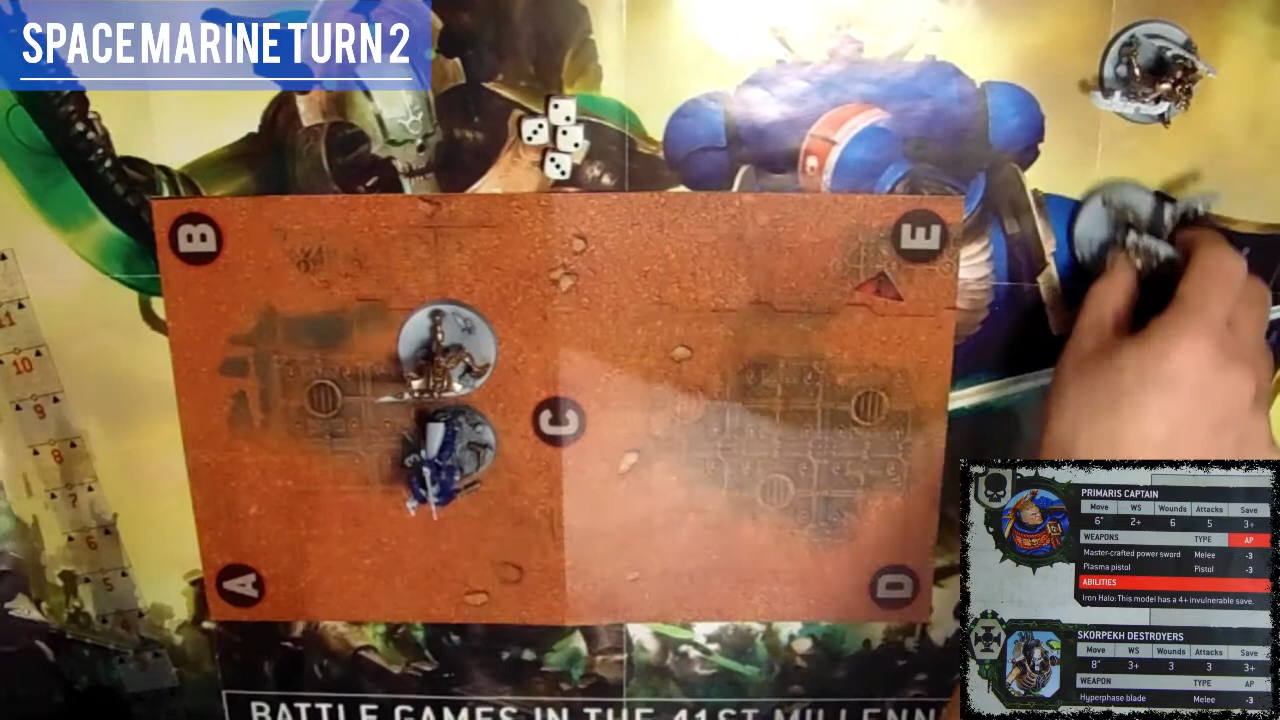 SPACE MARINE TURN 2
B
E
C
A
D
11
10
9
8
7
6
5
BATTLE GAMES IN THE 41ST MILLENN
PRIMARIS CAPTAIN
Move WS Wounds Attacks Save
6" 2+ 6 5 3+
WEAPONS TYPE AP
Master-crafted power sword Melee -3
Plasma pistol Pistol -3
ABILITIES
Iron Halo: This model has a 4+ invulnerable save.
SKORPEKH DESTROYERS
Move WS Wounds Attacks Save
8" 3+ 3 3 3+
WEAPON TYPE AP
Hyperphase blade Melee -3